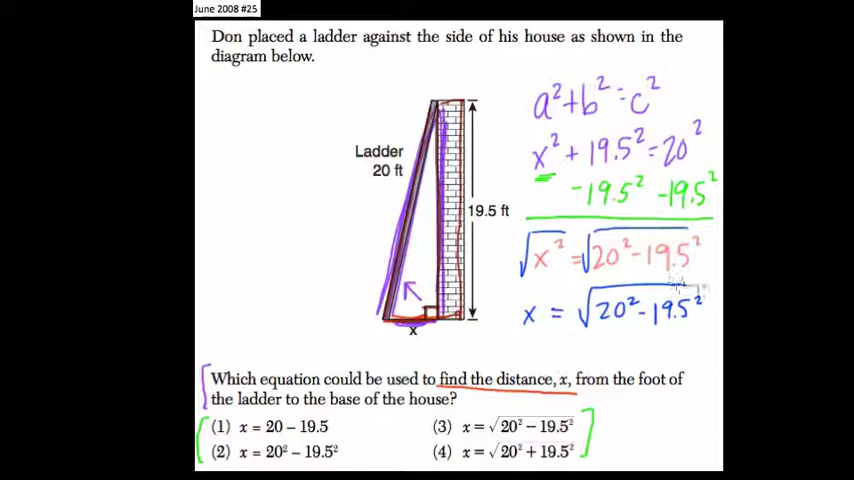 June 2008 #25
Don placed a ladder against the side of his house as shown in the
diagram below.
Ladder
20 ft
19.5 ft
x
a² + b² = c²
x² + 19.5² = 20²
-19.5² -19.5²
√x² = √20² - 19.5²
x = √20² - 19.5²
Which equation could be used to find the distance, x, from the foot of
the ladder to the base of the house?
(1) x = 20 – 19.5
(2) x = 20² – 19.5²
(3) x = √20² – 19.5²
(4) x = √20² + 19.5²